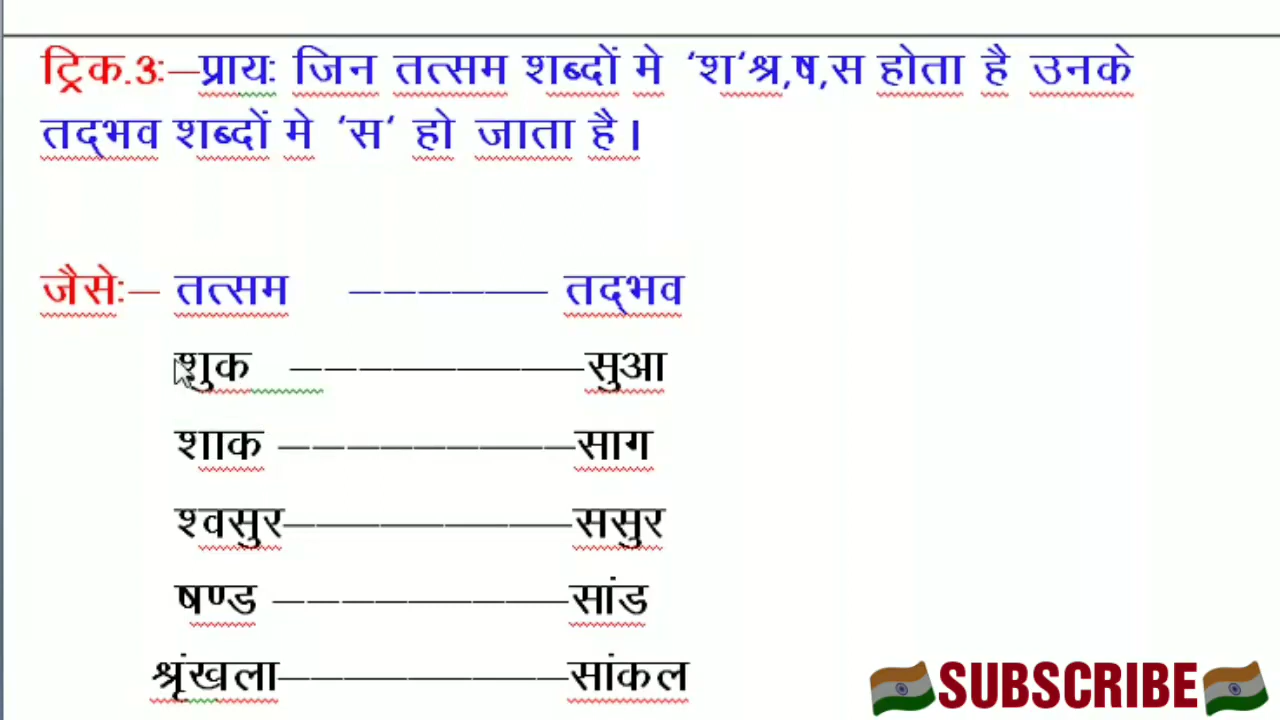 ट्रिक.3:–प्राय: जिन तत्सम शब्दों मे 'श'श्र,ष,स होता है उनके
तद्भव शब्दों मे 'स' हो जाता है।
जैसे:– तत्सम –––––– तद्भव
शुक –––––––––सुआ
शाक –––––––––साग
श्वसुर–––––––––ससुर
षण्ड –––––––––सांड
श्रृंखला–––––––––सांकल
SUBSCRIBE